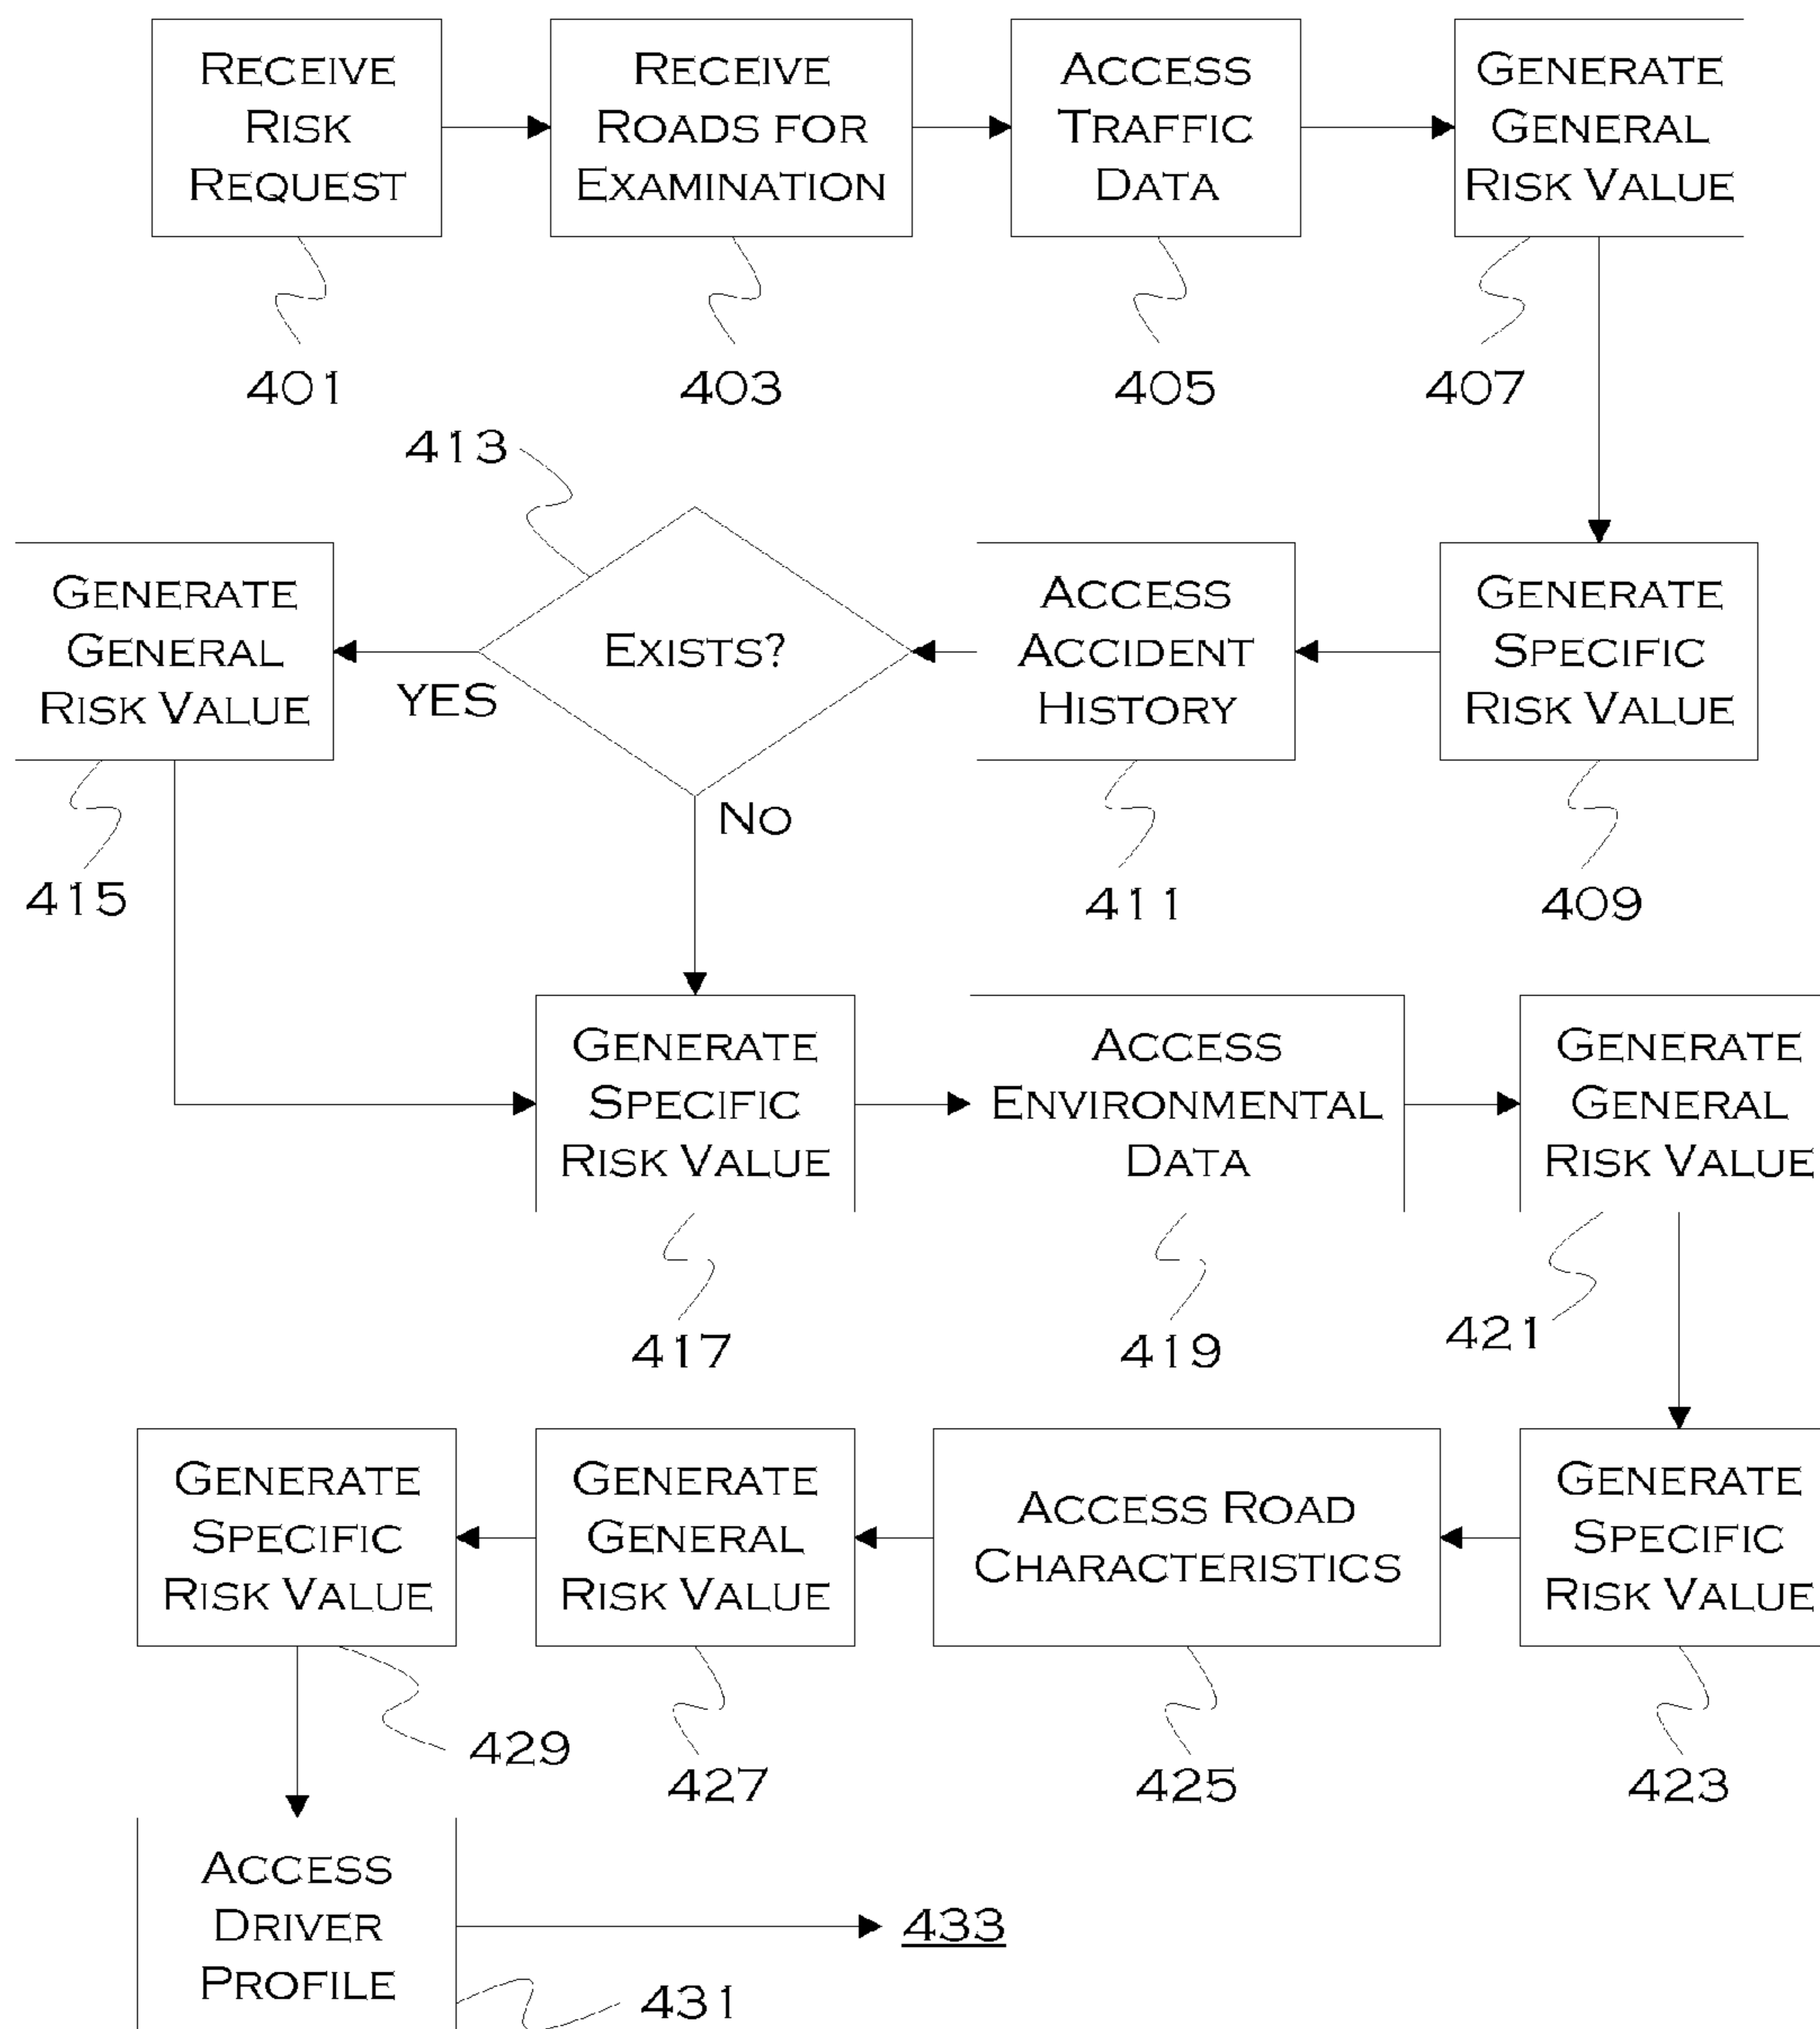 RECEIVE
RISK
REQUEST
RECEIVE
ROADS FOR
EXAMINATION
ACCESS
TRAFFIC
DATA
GENERATE
GENERAL
RISK VALUE
401
403
405
407
413
GENERATE
GENERAL
RISK VALUE
YES
EXISTS?
NO
ACCESS
ACCIDENT
HISTORY
GENERATE
SPECIFIC
RISK VALUE
415
411
409
GENERATE
SPECIFIC
RISK VALUE
ACCESS
ENVIRONMENTAL
DATA
GENERATE
GENERAL
RISK VALUE
417
419
421
GENERATE
SPECIFIC
RISK VALUE
GENERATE
GENERAL
RISK VALUE
ACCESS ROAD
CHARACTERISTICS
GENERATE
SPECIFIC
RISK VALUE
429
427
425
423
ACCESS
DRIVER
PROFILE
433
431